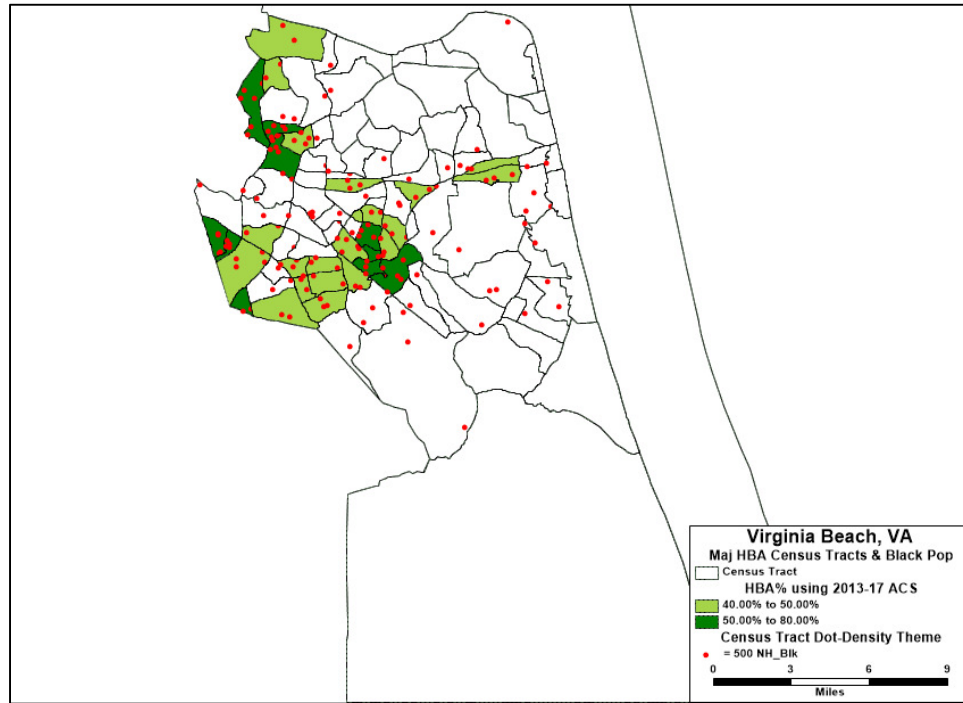 Virginia Beach, VA
Maj HBA Census Tracts & Black Pop
Census Tract
HBA% using 2013-17 ACS
40.00% to 50.00%
50.00% to 80.00%
Census Tract Dot-Density Theme
= 500 NH_Blk
0 3 6 9
Miles